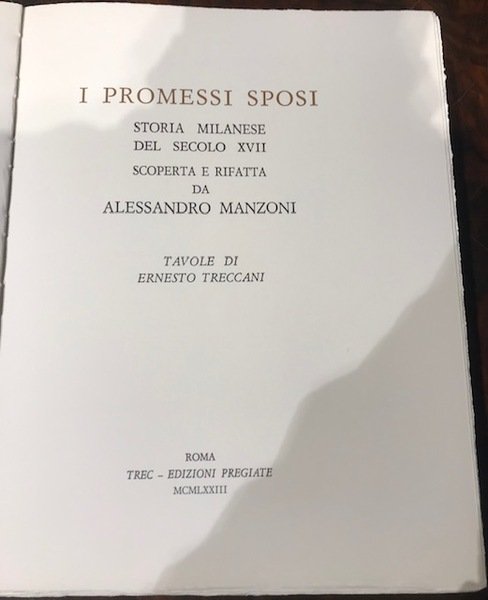 I PROMESSI SPOSI
STORIA MILANESE
DEL SECOLO XVII
SCOPERTA E RIFATTA
DA
ALESSANDRO MANZONI
TAVOLE DI
ERNESTO TRECCANI
ROMA
TREC – EDIZIONI PREGIATE
MCMLXXIII